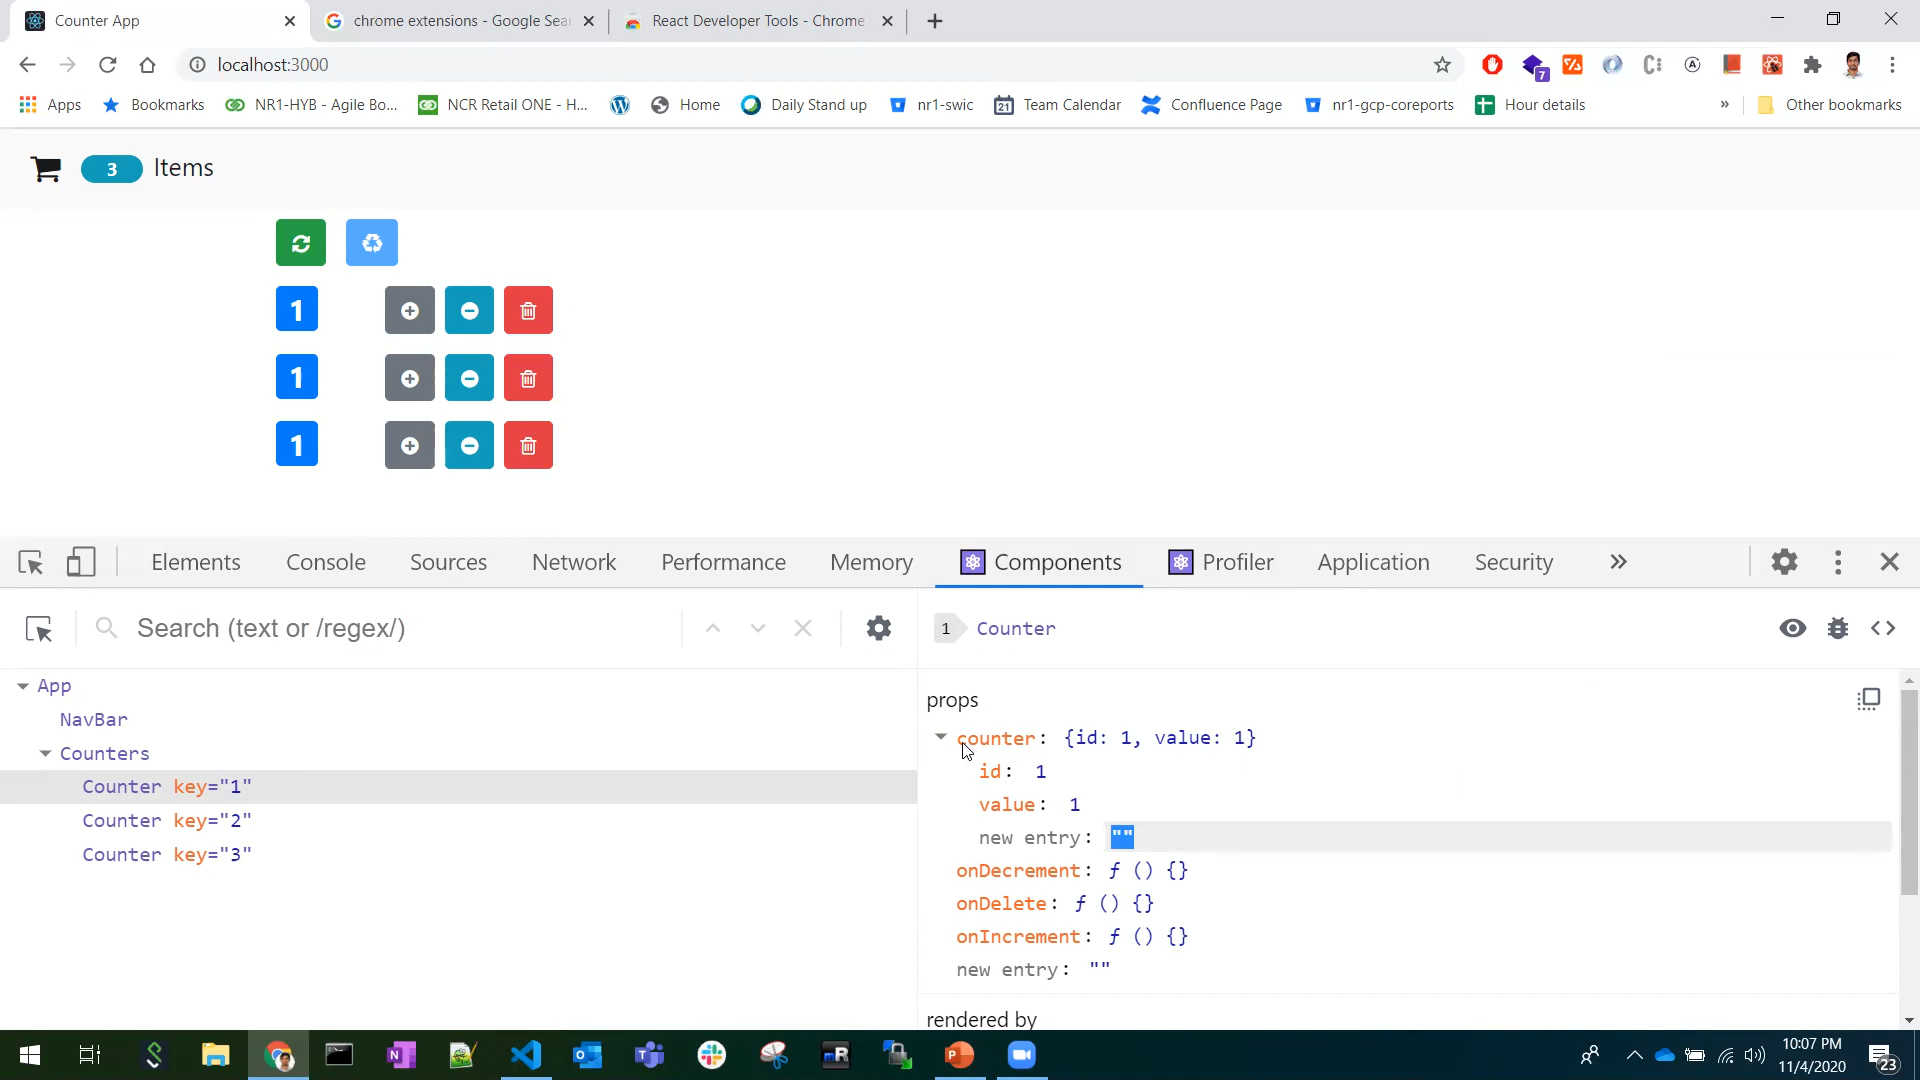 Counter App
chrome extensions - Google Sea
React Developer Tools - Chrome
localhost:3000
7
Apps
Bookmarks
NR1-HYB - Agile Bo...
NCR Retail ONE - H...
Home
Daily Stand up
nr1-swic
Team Calendar
Confluence Page
nr1-gcp-coreports
Hour details
»
Other bookmarks
3 Items
1
1
1
Elements
Console
Sources
Network
Performance
Memory
Components
Profiler
Application
Security
Search (text or /regex/)
1 Counter
App
NavBar
Counters
Counter key="1"
Counter key="2"
Counter key="3"
props
counter: {id: 1, value: 1}
id: 1
value: 1
new entry: ""
onDecrement: ƒ () {}
onDelete: ƒ () {}
onIncrement: ƒ () {}
new entry: ""
rendered by
10:07 PM
11/4/2020
23